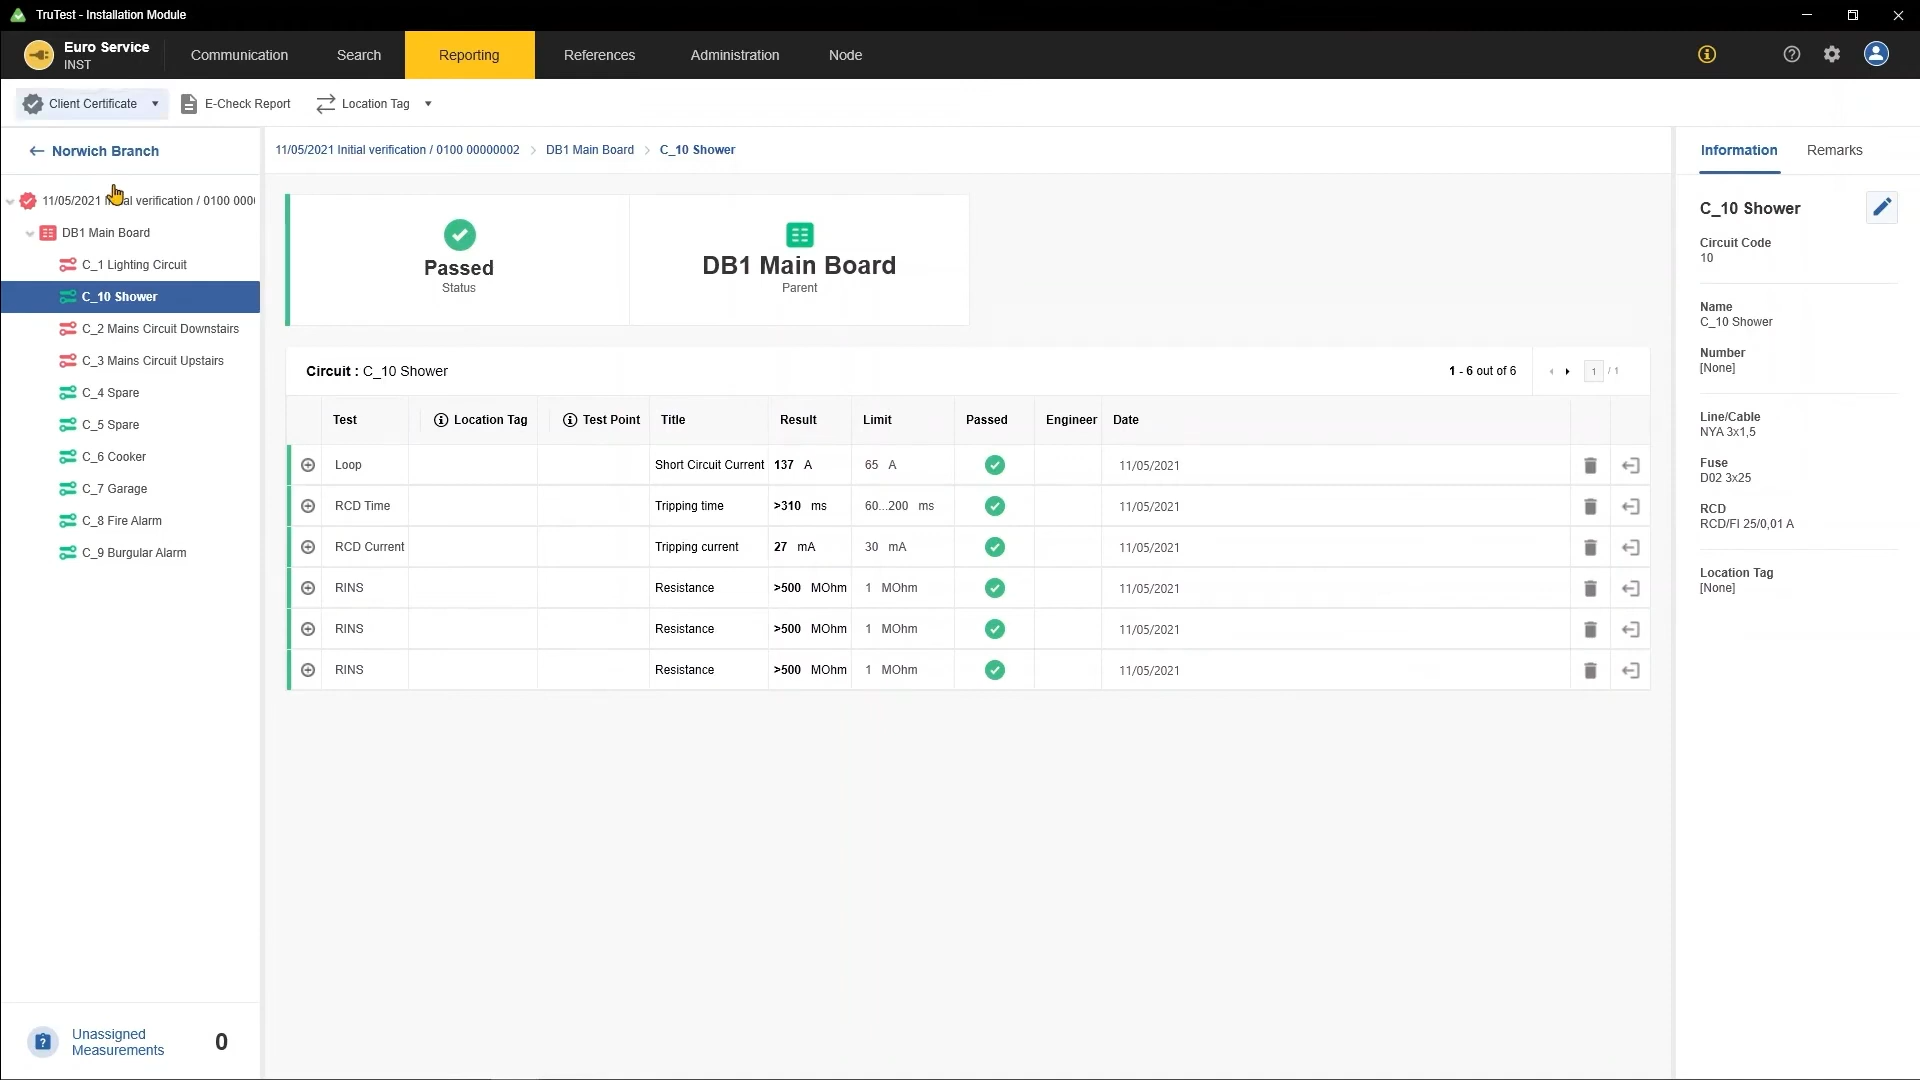 TruTest - Installation Module
Euro Service
INST
Communication
Search
Reporting
References
Administration
Node
Client Certificate
E-Check Report
Location Tag
Norwich Branch
11/05/2021 Initial verification / 0100 00000002
DB1 Main Board
C_10 Shower
Information
Remarks
11/05/2021 verification / 0100 000
DB1 Main Board
C_1 Lighting Circuit
C_10 Shower
C_2 Mains Circuit Downstairs
C_3 Mains Circuit Upstairs
C_4 Spare
C_5 Spare
C_6 Cooker
C_7 Garage
C_8 Fire Alarm
C_9 Burgular Alarm
Unassigned
Measurements
0
Passed
Status
DB1 Main Board
Parent
Circuit : C_10 Shower
1 - 6 out of 6
1 / 1
Test Location Tag Test Point Title Result Limit Passed Engineer Date
Loop Short Circuit Current 137 A 65 A 11/05/2021
RCD Time Tripping time >310 ms 60...200 ms 11/05/2021
RCD Current Tripping current 27 mA 30 mA 11/05/2021
RINS Resistance >500 MOhm 1 MOhm 11/05/2021
RINS Resistance >500 MOhm 1 MOhm 11/05/2021
RINS Resistance >500 MOhm 1 MOhm 11/05/2021
C_10 Shower
Circuit Code
10
Name
C_10 Shower
Number
[None]
Line/Cable
NYA 3x1,5
Fuse
D02 3x25
RCD
RCD/FI 25/0,01 A
Location Tag
[None]